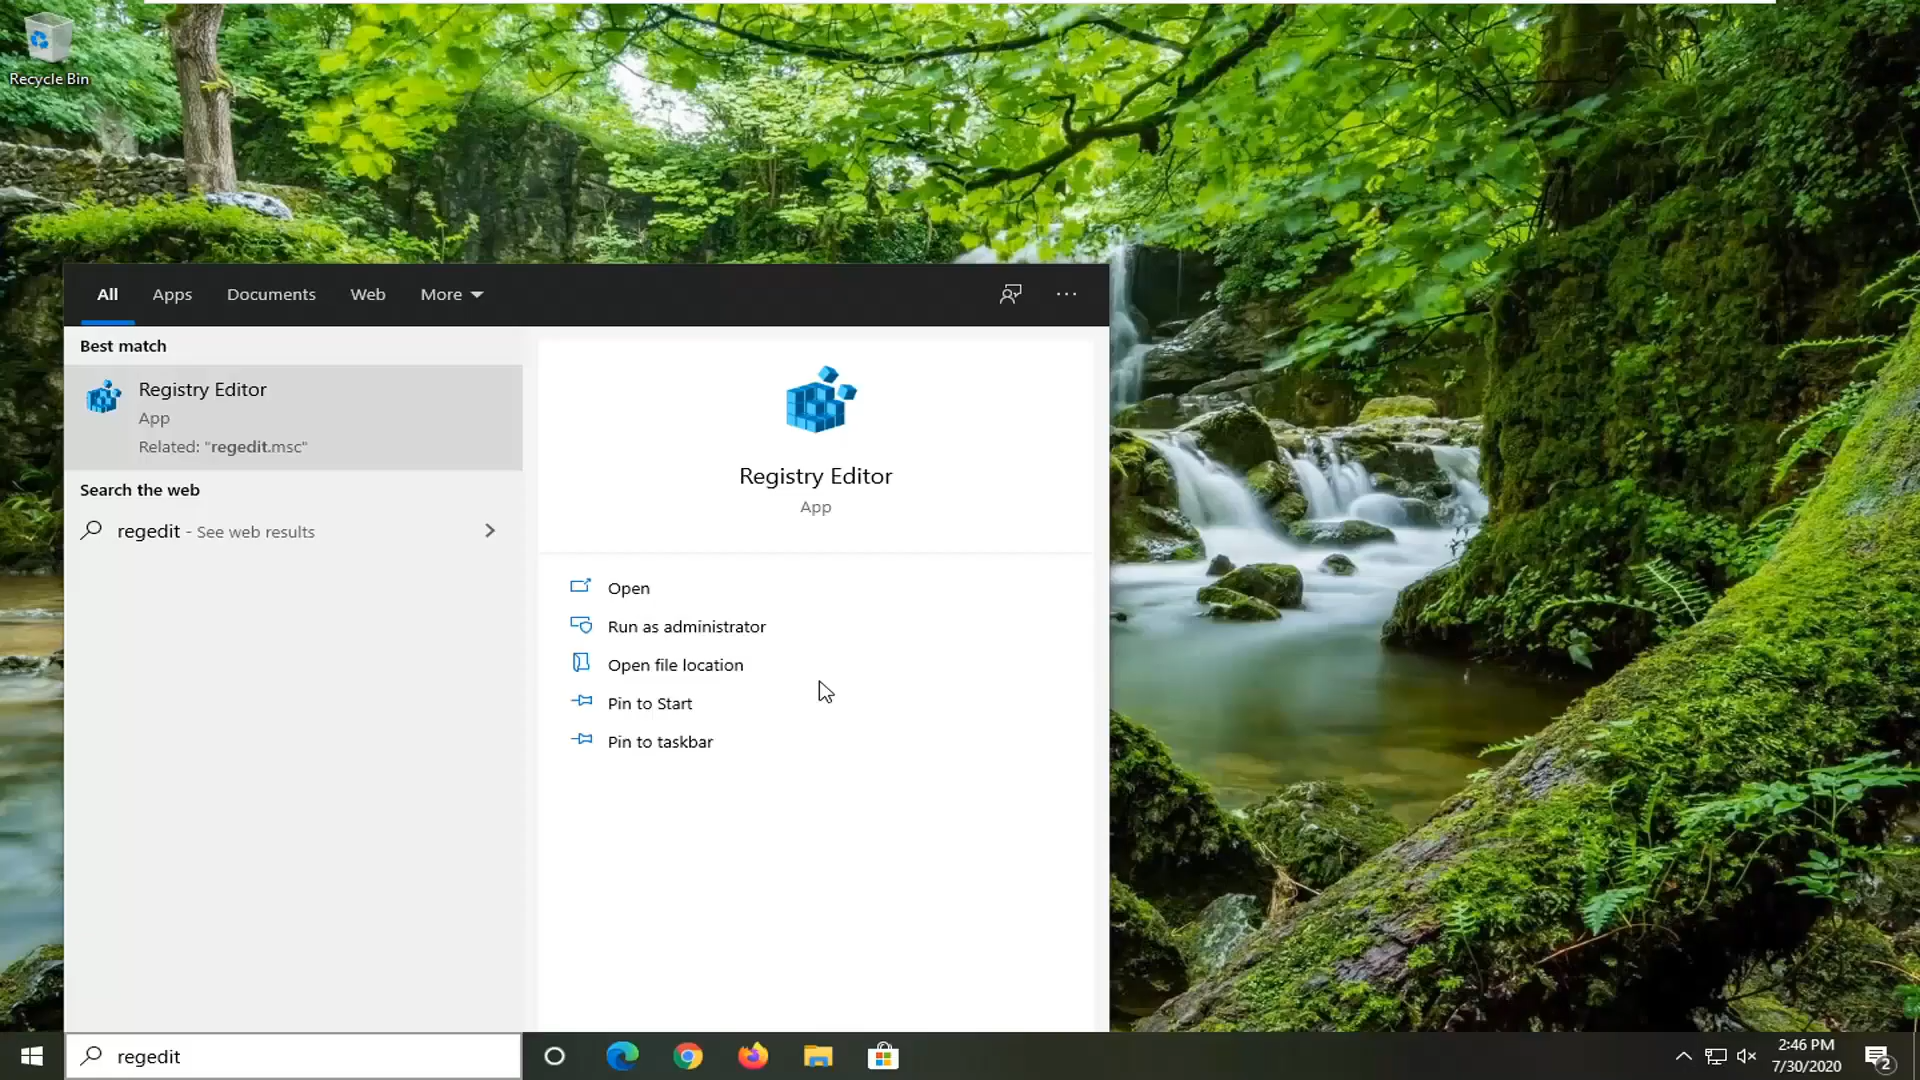 Recycle Bin
All Apps Documents Web More
Best match
Registry Editor
App
Related: "regedit.msc"
Search the web
regedit - See web results
Registry Editor
App
Open
Run as administrator
Open file location
Pin to Start
Pin to taskbar
regedit
2:46 PM
7/30/2020
2